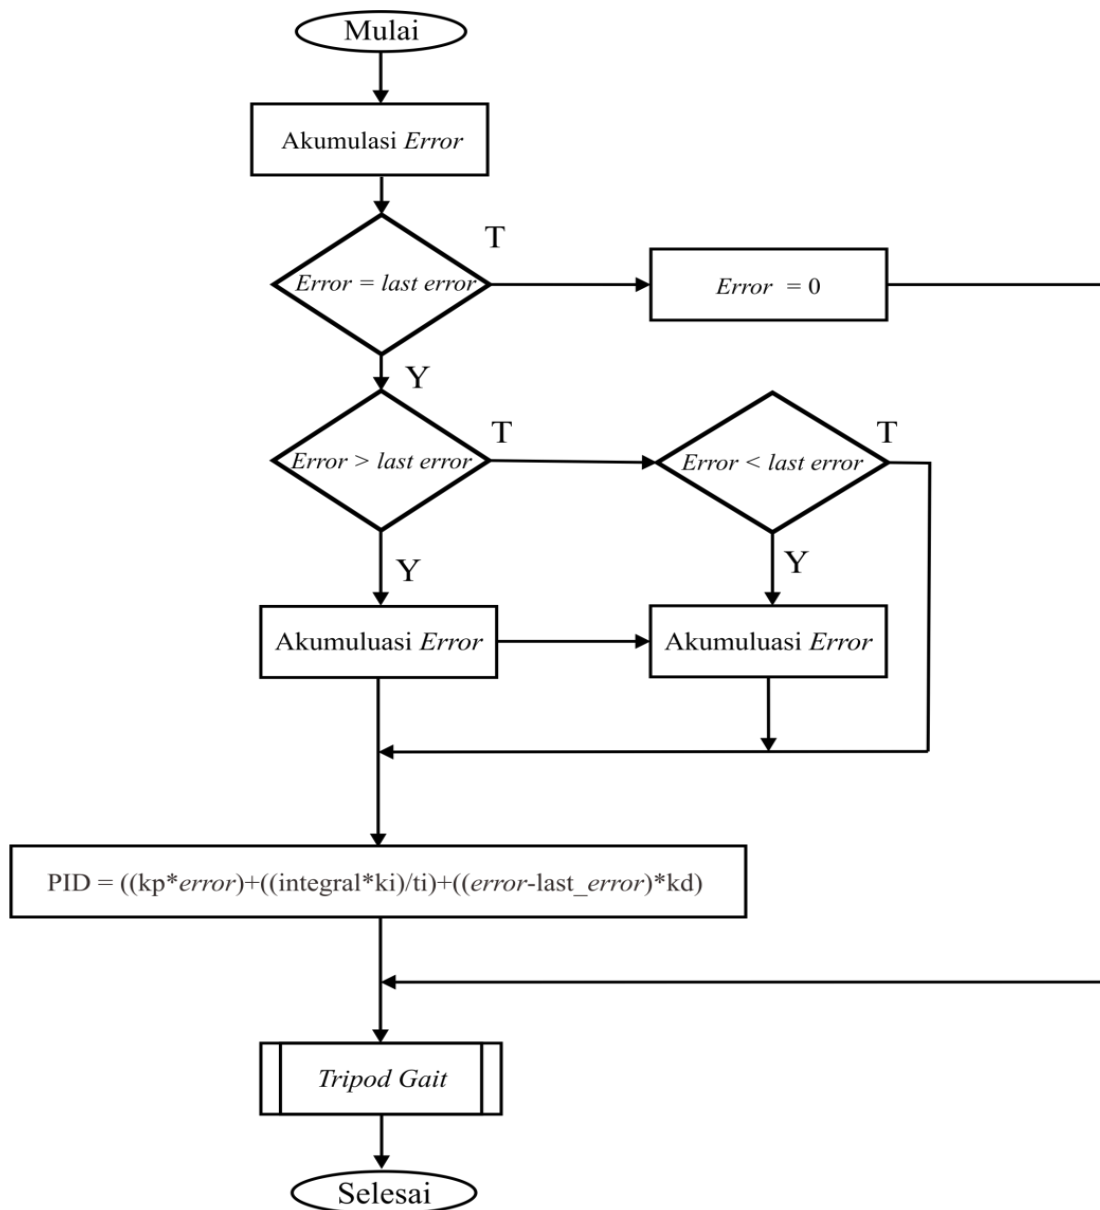 Mulai
Akumulasi Error
Error = last error
T
Error = 0
Y
Error > last error
T
Error < last error
T
Y
Y
Akumuluasi Error
Akumuluasi Error
PID = ((kp*error)+((integral*ki)/ti)+((error-last_error)*kd)
Tripod Gait
Selesai